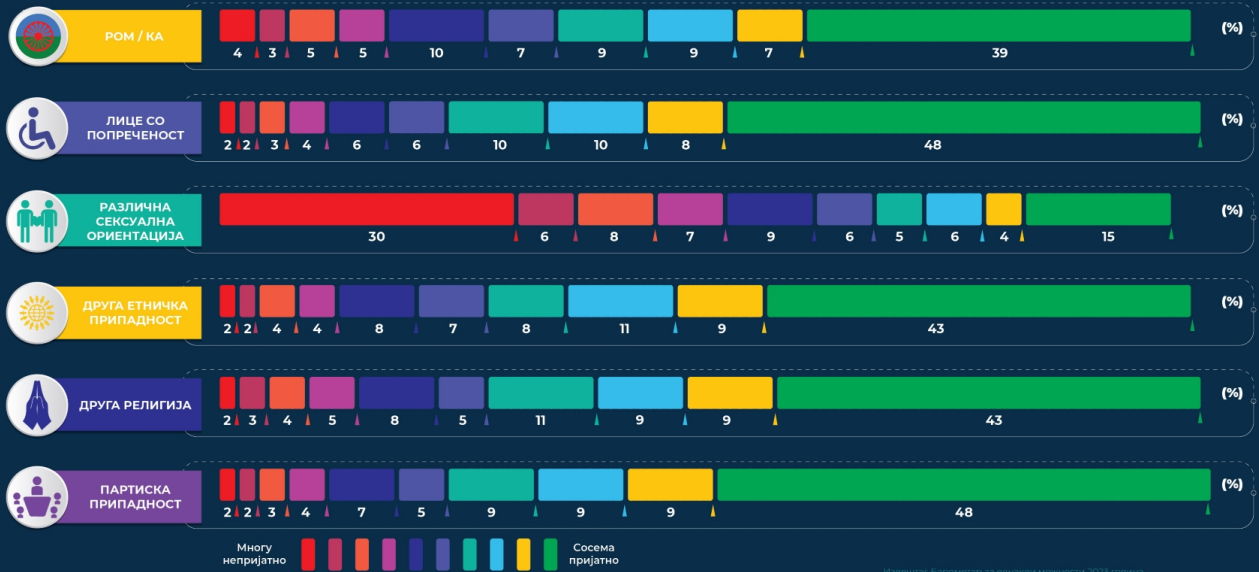 РОМ / КА
4 3 5 5 10 7 9 9 7 39 (%)
ЛИЦЕ СО
ПОПРЕЧЕНОСТ
2 2 3 4 6 6 10 10 8 48 (%)
РАЗЛИЧНА
СЕКСУАЛНА
ОРИЕНТАЦИЈА
30 6 8 7 9 6 5 6 4 15 (%)
ДРУГА ЕТНИЧКА
ПРИПАДНОСТ
2 2 4 4 8 7 8 11 9 43 (%)
ДРУГА РЕЛИГИЈА
2 3 4 5 8 5 11 9 9 43 (%)
ПАРТИСКА
ПРИПАДНОСТ
2 2 3 4 7 5 9 9 9 48 (%)
Многу
непријатно
Сосема
пријатно